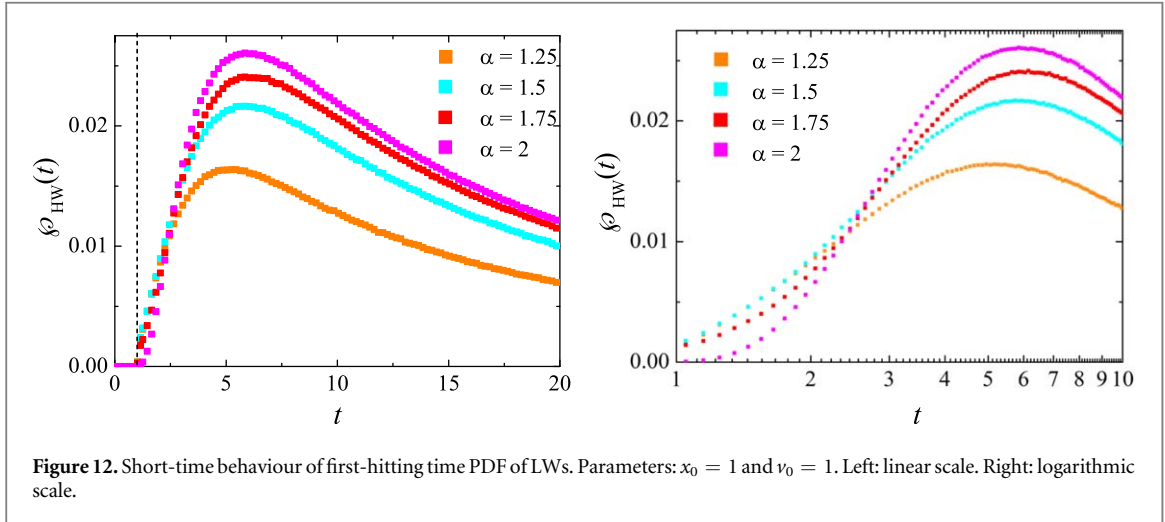 α = 1.25
α = 1.5
α = 1.75
α = 2
0.02
0.01
0.00
0 5 10 15 20
℘HW(t)
t
α = 1.25
α = 1.5
α = 1.75
α = 2
0.02
0.01
0.00
1 2 3 4 5 6 7 8 9 10
℘HW(t)
t
Figure 12. Short-time behaviour of first-hitting time PDF of LWs. Parameters: x₀ = 1 and v₀ = 1. Left: linear scale. Right: logarithmic
scale.